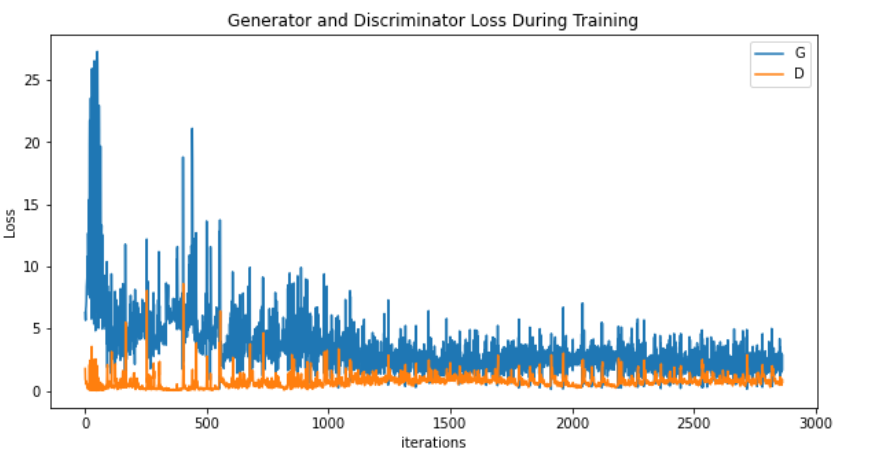 Generator and Discriminator Loss During Training
G
D
25
20
15
10
5
0
Loss
0 500 1000 1500 2000 2500 3000
iterations